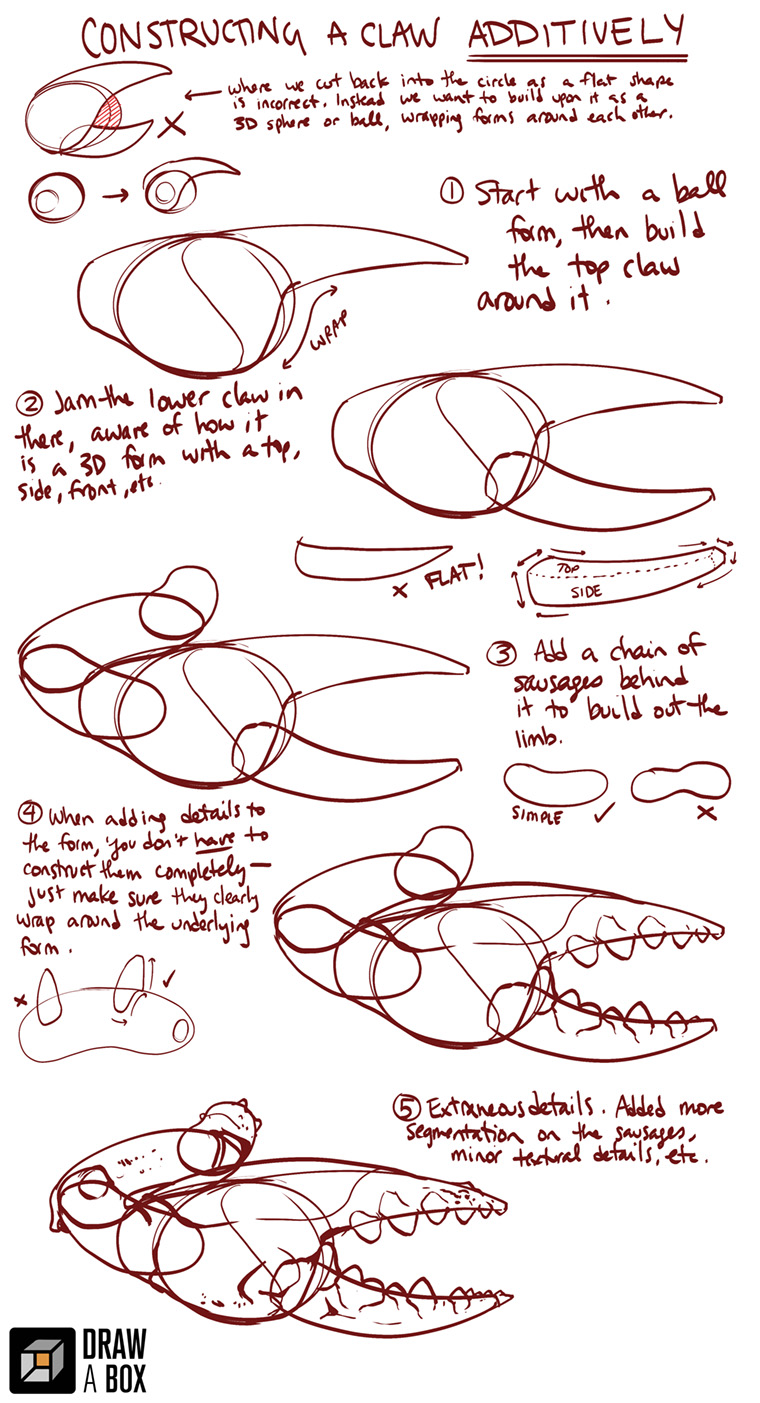 CONSTRUCTING A CLAW ADDITIVELY
where we cut back into the circle as a flat shape
is incorrect. Instead we want to build upon it as a
3D sphere or ball, wrapping forms around each other.
① Start with a ball
form, then build
the top claw
around it.
WRAP
② Jam the lower claw in
there, aware of how it
is a 3D form with a top,
side, front, etc.
× FLAT!
TOP
SIDE
③ Add a chain of
sausages behind
it to build out the
limb.
SIMPLE ✓ ×
④ When adding details to
the form, you don't have to
construct them completely—
just make sure they clearly
wrap around the underlying
form.
⑤ Extraneous details. Added more
segmentation on the sausages,
minor textural details, etc.
DRAW
A BOX